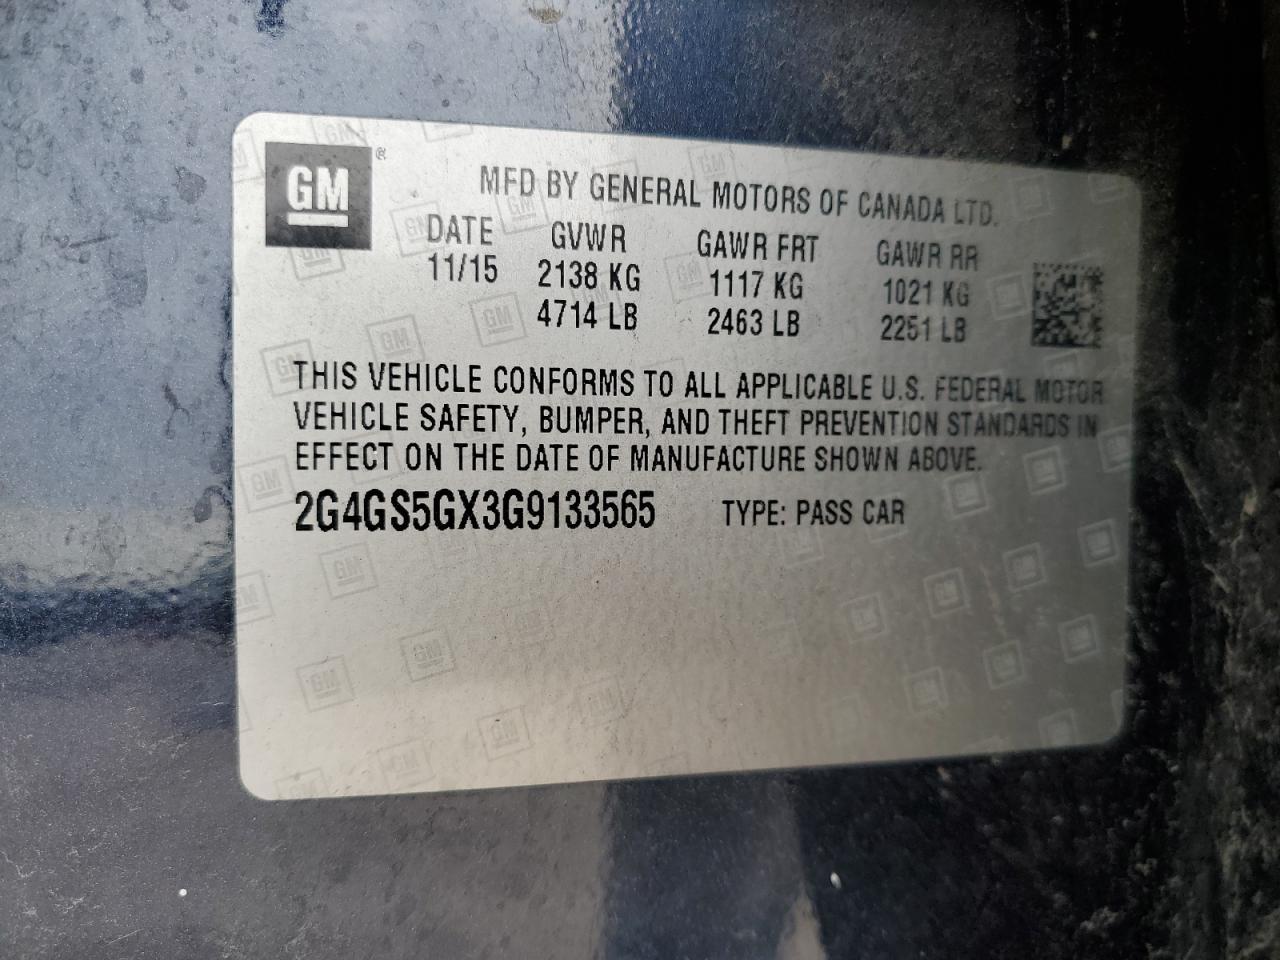 GM ®
MFD BY GENERAL MOTORS OF CANADA LTD.
DATE GVWR GAWR FRT GAWR RR
11/15 2138 KG 1117 KG 1021 KG
4714 LB 2463 LB 2251 LB
THIS VEHICLE CONFORMS TO ALL APPLICABLE U.S. FEDERAL MOTOR
VEHICLE SAFETY, BUMPER, AND THEFT PREVENTION STANDARDS IN
EFFECT ON THE DATE OF MANUFACTURE SHOWN ABOVE.
2G4GS5GX3G9133565 TYPE: PASS CAR